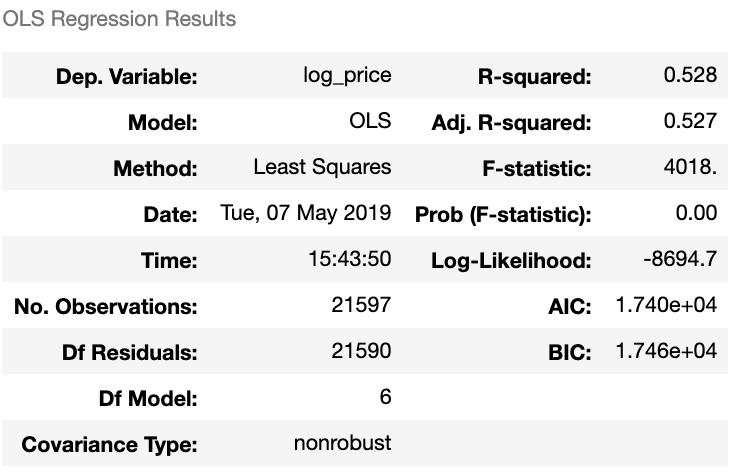 OLS Regression Results
Dep. Variable: log_price R-squared: 0.528
Model: OLS Adj. R-squared: 0.527
Method: Least Squares F-statistic: 4018.
Date: Tue, 07 May 2019 Prob (F-statistic): 0.00
Time: 15:43:50 Log-Likelihood: -8694.7
No. Observations: 21597 AIC: 1.740e+04
Df Residuals: 21590 BIC: 1.746e+04
Df Model: 6
Covariance Type: nonrobust